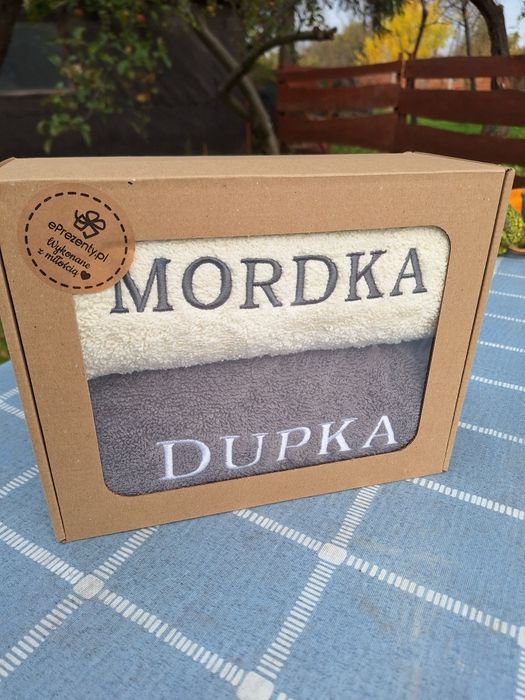 ePrezenty.pl
Wykonane
z miłością
MORDKA
DUPKA